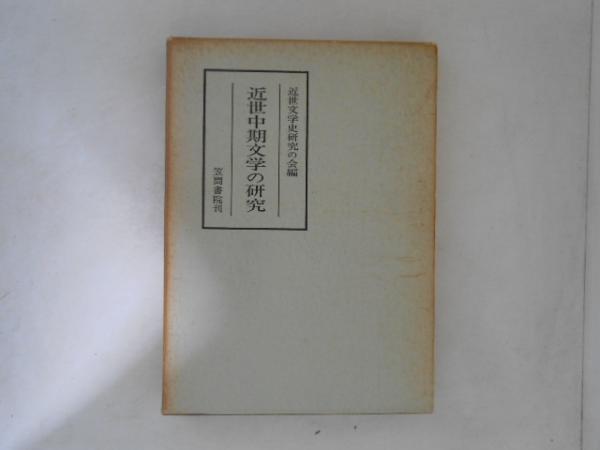 近世文学史研究の会編
近世中期文学の研究
笠間書院刊